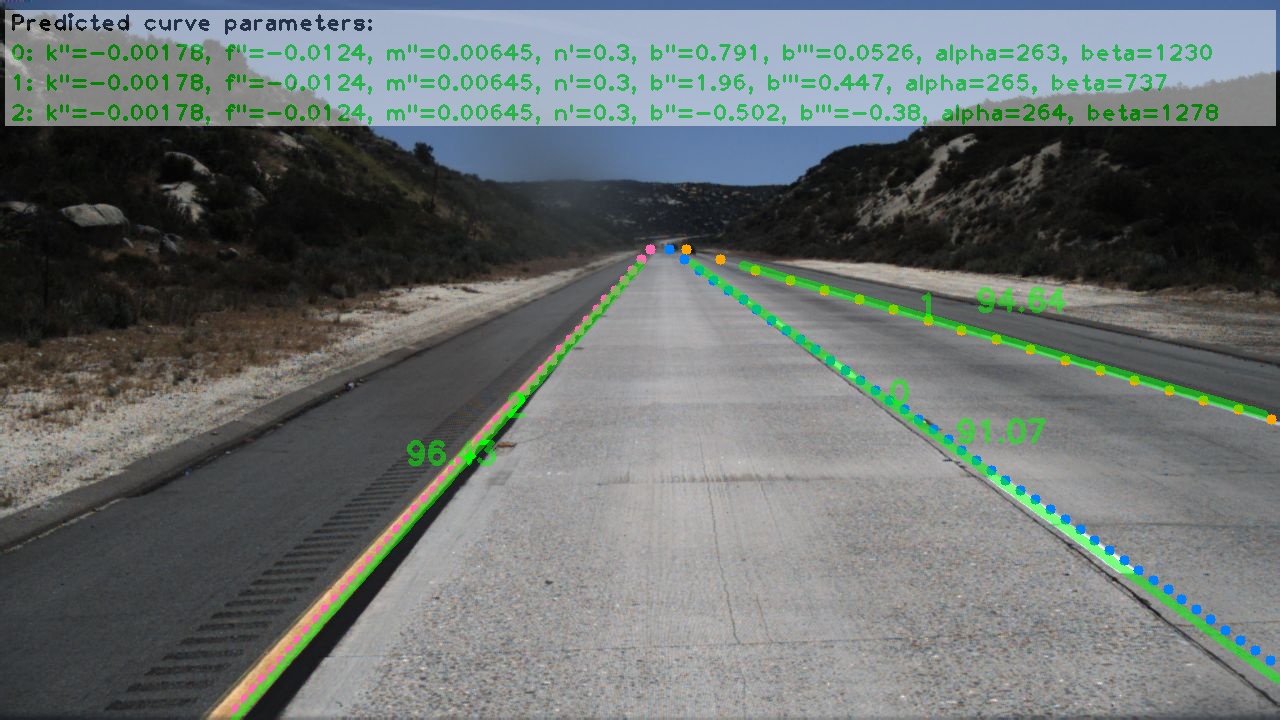 Predicted curve parameters:
0: k''=-0.00178, f''=-0.0124, m''=0.00645, n'=0.3, b''=0.791, b'''=0.0526, alpha=263, beta=1230
1: k''=-0.00178, f''=-0.0124, m''=0.00645, n'=0.3, b''=1.96, b'''=0.447, alpha=265, beta=737
2: k''=-0.00178, f''=-0.0124, m''=0.00645, n'=0.3, b''=-0.502, b'''=-0.38, alpha=264, beta=1278
1 94.64
0
2
91.07
96.43